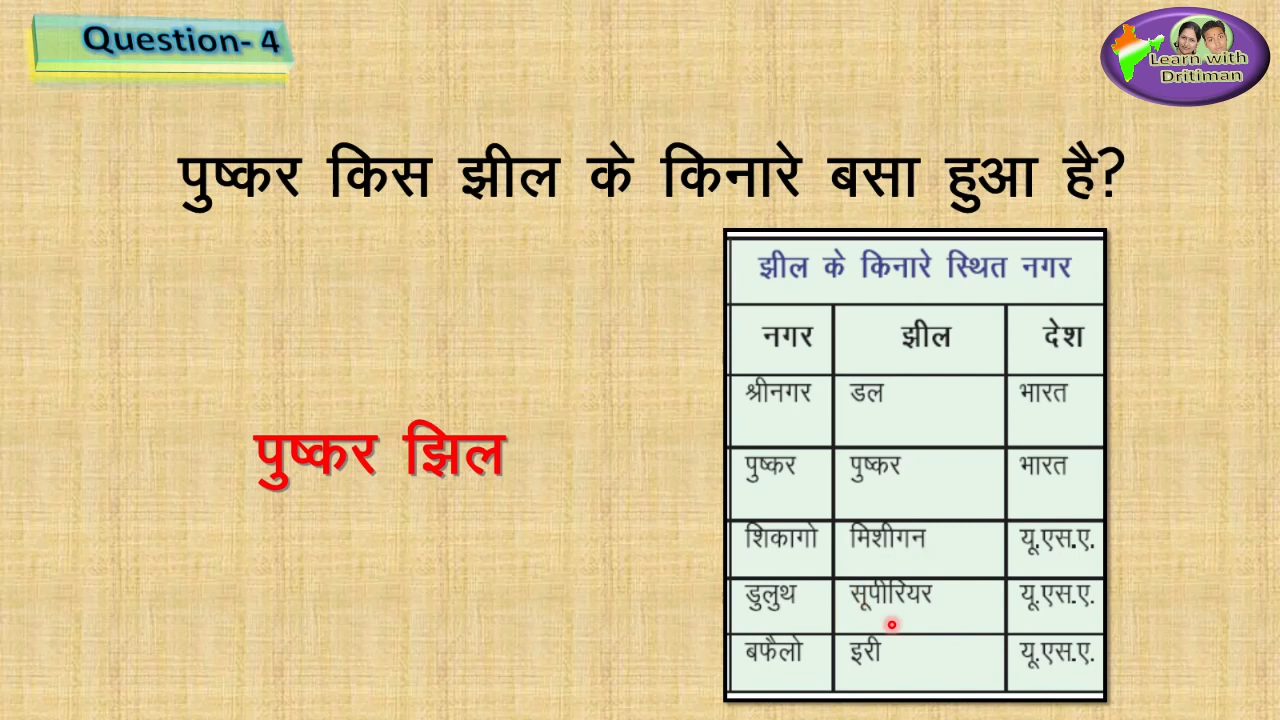 Question- 4
Learn with
Dritiman
पुष्कर किस झील के किनारे बसा हुआ है?
पुष्कर झिल
झील के किनारे स्थित नगर
नगर झील देश
श्रीनगर डल भारत
पुष्कर पुष्कर भारत
शिकागो मिशीगन यू.एस.ए.
डुलुथ सूपीरियर यू.एस.ए.
बफैलो इरी यू.एस.ए.